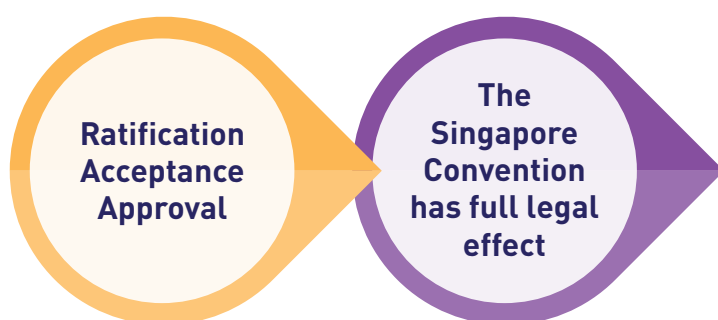 Ratification
Acceptance
Approval
The
Singapore
Convention
has full legal
effect